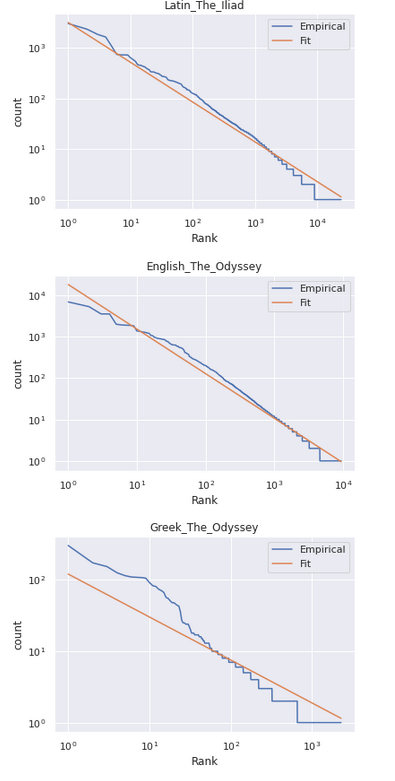 Latin_The_Iliad
Empirical
Fit
10³
10²
10¹
10⁰
count
10⁰ 10¹ 10² 10³ 10⁴
Rank
English_The_Odyssey
Empirical
Fit
10⁴
10³
10²
10¹
10⁰
count
10⁰ 10¹ 10² 10³ 10⁴
Rank
Greek_The_Odyssey
Empirical
Fit
10²
10¹
10⁰
count
10⁰ 10¹ 10² 10³
Rank